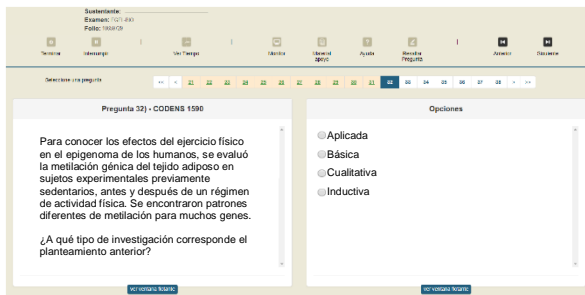 Sustentante:
Examen:
Folio:
Termina
Interrumpo
Ver Tiempo
Monitor
Material apoyo
Ayuda
Resalta Pregunta
Anterior
Siguiente
Seleccione una pregunta
<< < 21 22 23 24 25 26 27 28 29 30 31 32 33 34 35 36 37 38 > >>
Pregunta 32) - CODENS 1590
Para conocer los efectos del ejercicio físico
en el epigenoma de los humanos, se evaluó
la metilación génica del tejido adiposo en
sujetos experimentales previamente
sedentarios, antes y después de un régimen
de actividad física. Se encontraron patrones
diferentes de metilación para muchos genes.
¿A qué tipo de investigación corresponde el
planteamiento anterior?
Ver ventana flotante
Opciones
Aplicada
Básica
Cualitativa
Inductiva
Ver ventana flotante